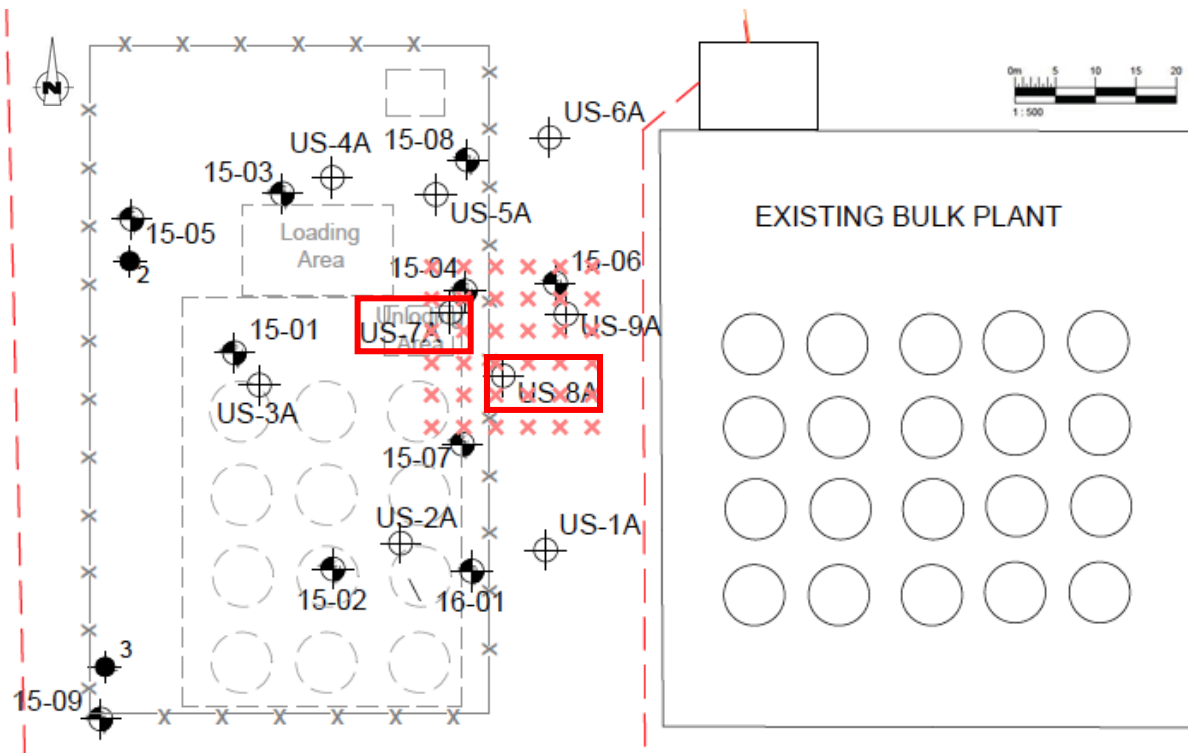 N
0m 5 10 15 20
1 : 500
US-6A
15-08
US-4A
15-03
US-5A
15-05
2
Loading
Area
EXISTING BULK PLANT
15-04
15-06
Unloading
Area
US-7A
US-9A
15-01
US-8A
US-3A
15-07
US-2A
US-1A
15-02
16-01
3
15-09